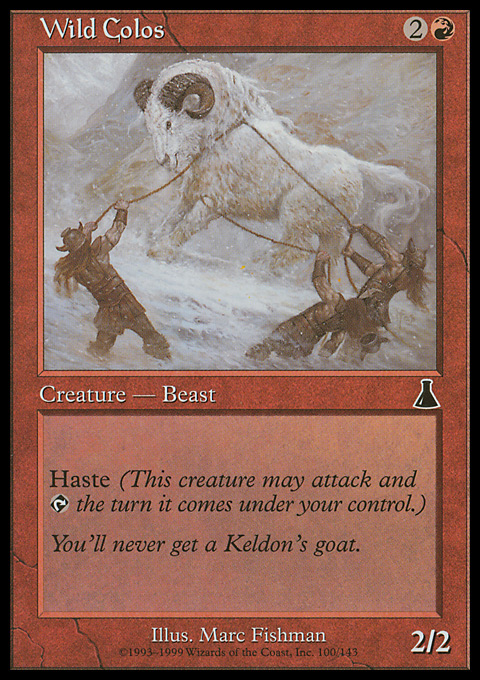 Wild Colos 2
Creature — Beast
Haste (This creature may attack and
the turn it comes under your control.)
You'll never get a Keldon's goat.
Illus. Marc Fishman
©1993–1999 Wizards of the Coast, Inc. 100/143
2/2